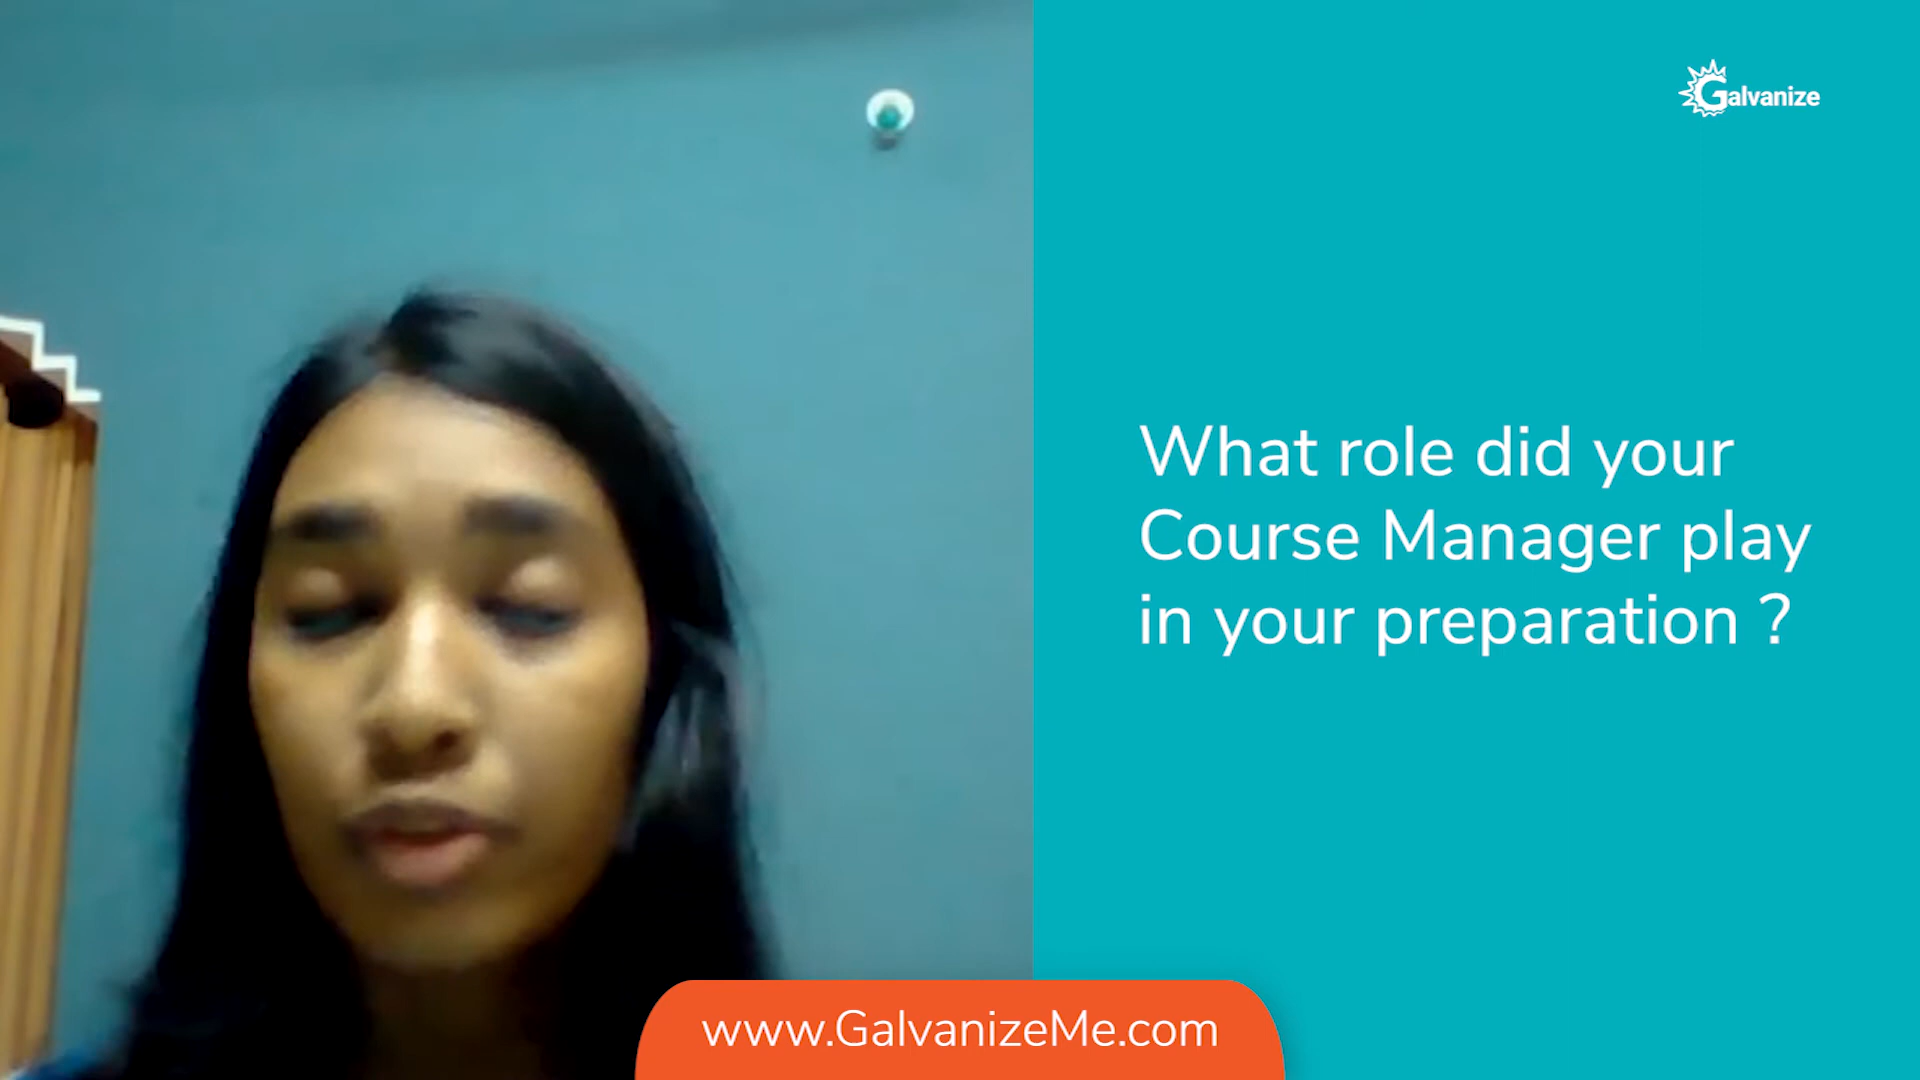 Galvanize
What role did your
Course Manager play
in your preparation ?
www.GalvanizeMe.com